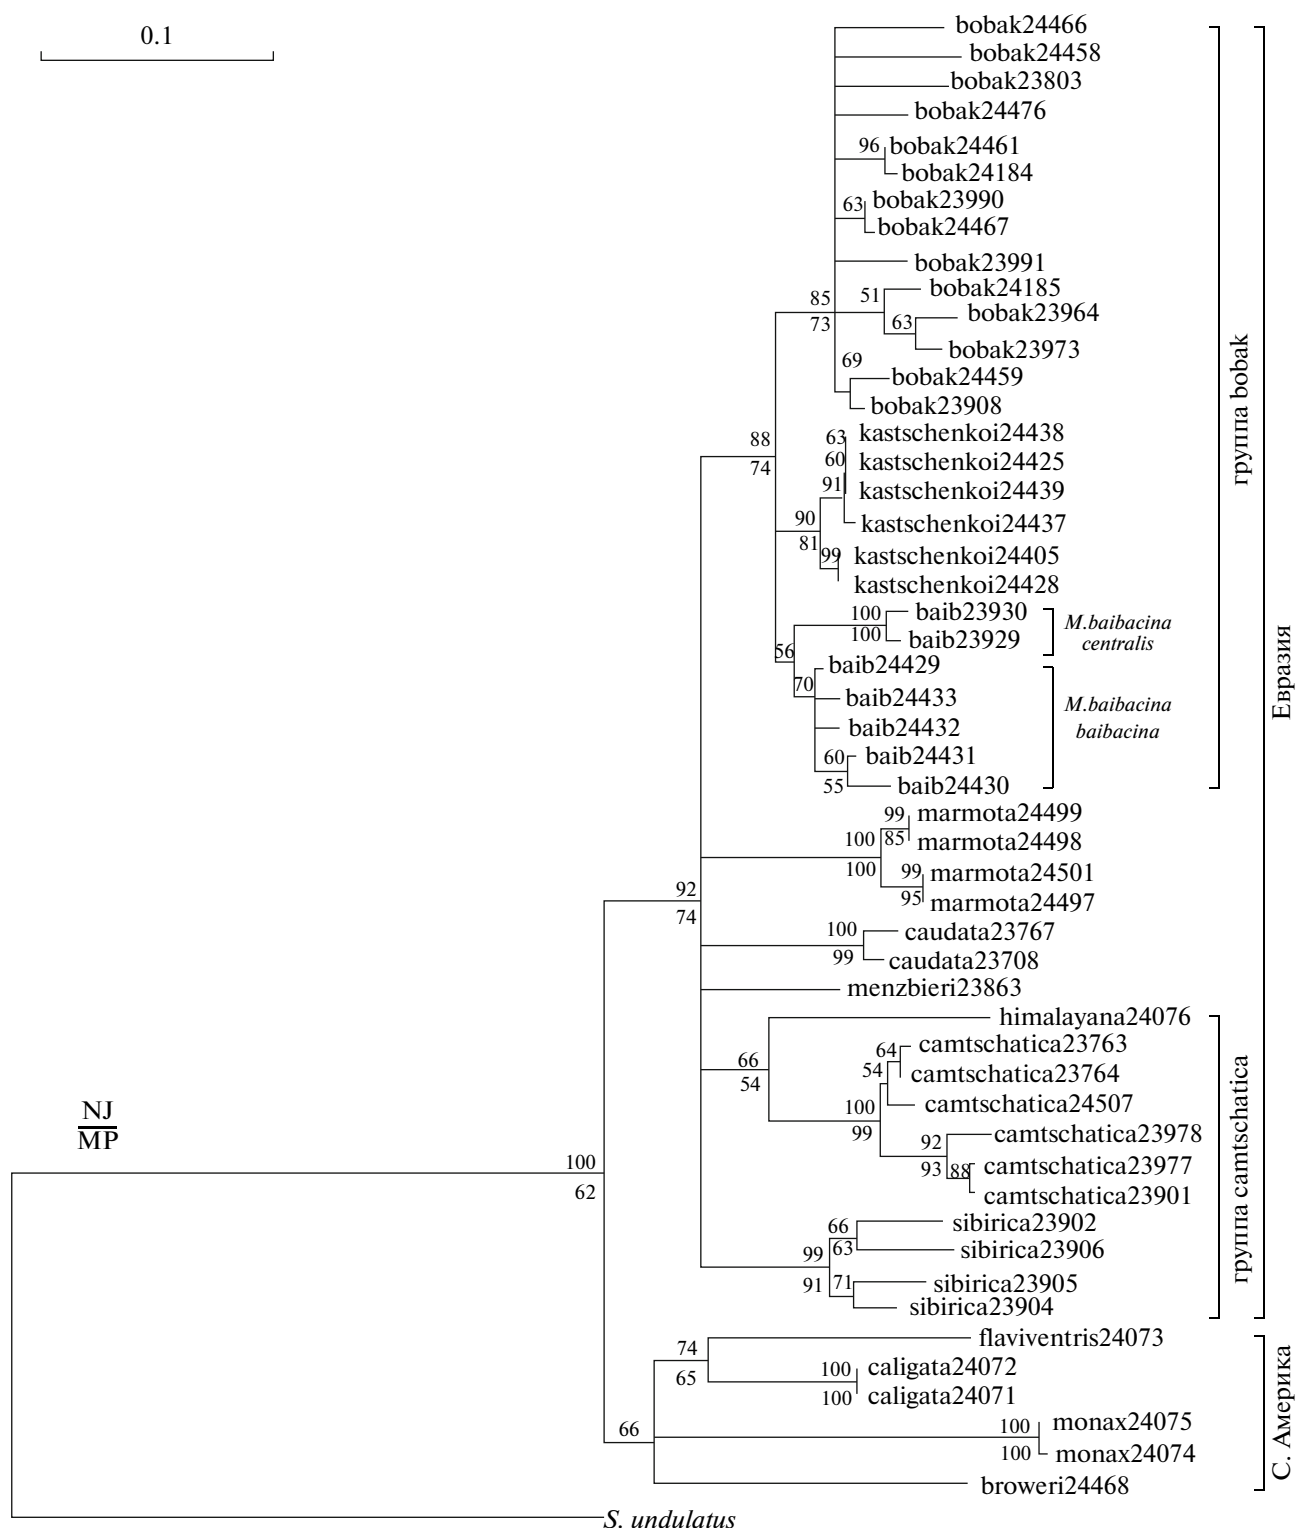 0.1
bobak24466
bobak24458
bobak23803
bobak24476
96
bobak24461
bobak24184
63
bobak23990
bobak24467
bobak23991
85
73
51
bobak24185
63
bobak23964
bobak23973
69
bobak24459
bobak23908
88
74
63
kastschenkoi24438
60
kastschenkoi24425
91
kastschenkoi24439
kastschenkoi24437
90
81
99
kastschenkoi24405
kastschenkoi24428
100
100
baib23930
baib23929
M.baibacina
centralis
56
70
baib24429
baib24433
baib24432
60
55
baib24431
baib24430
M.baibacina
baibacina
группа bobak
Евразия
99
85
marmota24499
marmota24498
100
100
99
95
marmota24501
marmota24497
92
74
100
99
caudata23767
caudata23708
menzbieri23863
himalayana24076
66
54
64
54
camtschatica23763
camtschatica23764
camtschatica24507
100
99
92
93
88
camtschatica23978
camtschatica23977
camtschatica23901
66
63
sibirica23902
sibirica23906
99
91
71
sibirica23905
sibirica23904
группа camtschatica
NJ
MP
100
62
74
65
flaviventris24073
100
100
caligata24072
caligata24071
66
100
100
monax24075
monax24074
broweri24468
С. Америка
S. undulatus